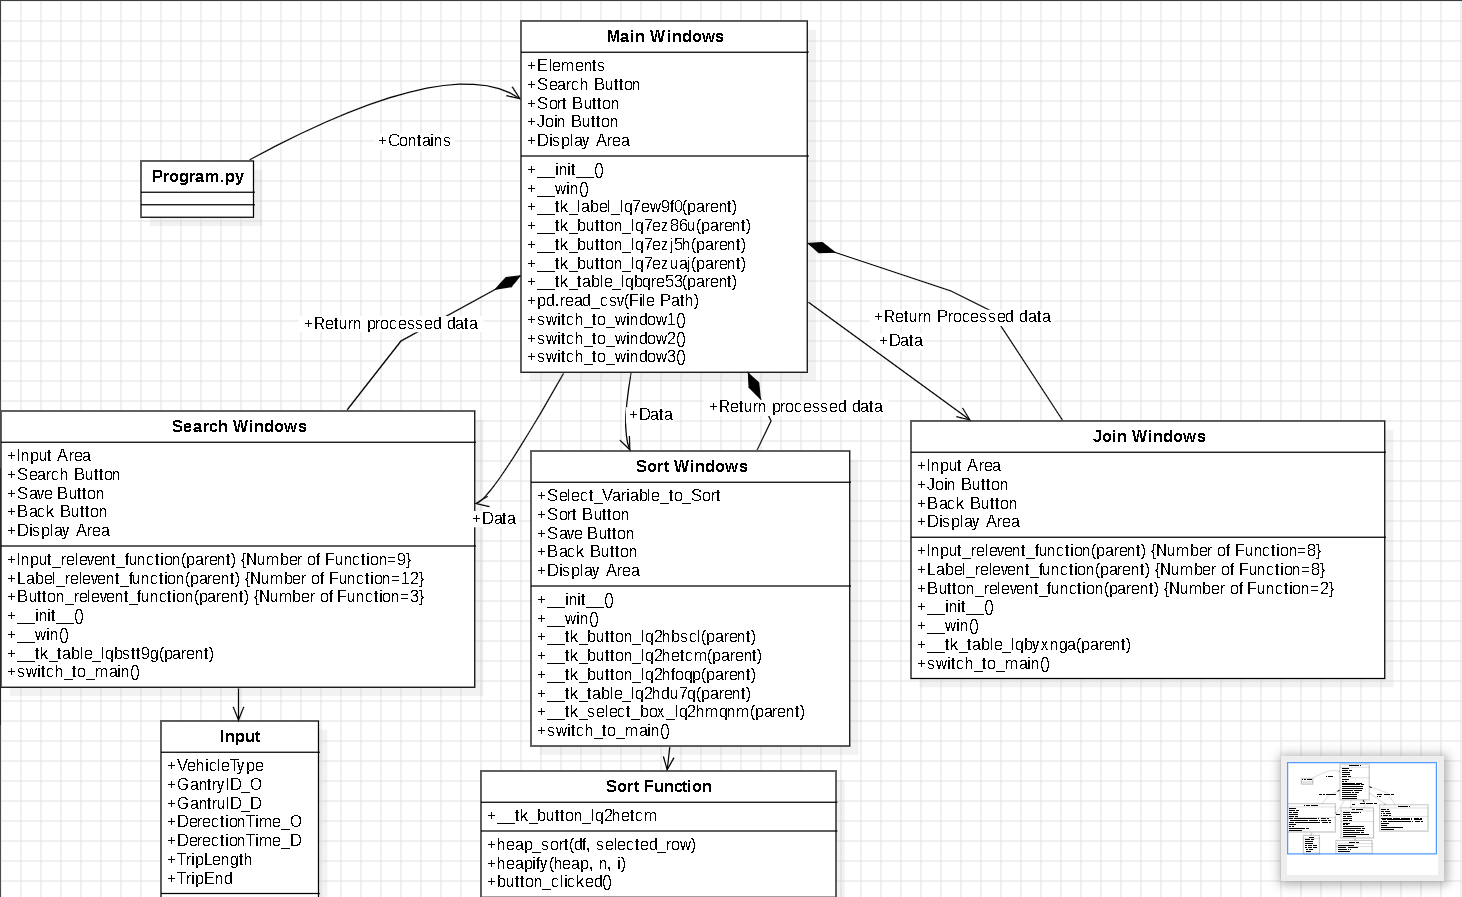 Main Windows
+Elements
+Search Button
+Sort Button
+Join Button
+Display Area
+__init__()
+__win()
+__tk_label_lq7ew9f0(parent)
+__tk_button_lq7ez86u(parent)
+__tk_button_lq7ezj5h(parent)
+__tk_button_lq7ezuaj(parent)
+__tk_table_lqbqre53(parent)
+pd.read_csv(File Path)
+switch_to_window1()
+switch_to_window2()
+switch_to_window3()
+Contains
Program.py
+Return processed data
+Data
+Data
+Return processed data
+Return Processed data
+Data
Search Windows
+Input Area
+Search Button
+Save Button
+Back Button
+Display Area
+Input_relevent_function(parent) {Number of Function=9}
+Label_relevent_function(parent) {Number of Function=12}
+Button_relevent_function(parent) {Number of Function=3}
+__init__()
+__win()
+__tk_table_lqbstt9g(parent)
+switch_to_main()
Sort Windows
+Select_Variable_to_Sort
+Sort Button
+Save Button
+Back Button
+Display Area
+__init__()
+__win()
+__tk_button_lq2hbscl(parent)
+__tk_button_lq2hetcm(parent)
+__tk_button_lq2hfoqp(parent)
+__tk_table_lq2hdu7q(parent)
+__tk_select_box_lq2hmqnm(parent)
+switch_to_main()
Join Windows
+Input Area
+Join Button
+Back Button
+Display Area
+Input_relevent_function(parent) {Number of Function=8}
+Label_relevent_function(parent) {Number of Function=8}
+Button_relevent_function(parent) {Number of Function=2}
+__init__()
+__win()
+__tk_table_lqbyxnga(parent)
+switch_to_main()
Input
+VehicleType
+GantryID_O
+GantruID_D
+DerectionTime_O
+DerectionTime_D
+TripLength
+TripEnd
Sort Function
+__tk_button_lq2hetcm
+heap_sort(df, selected_row)
+heapify(heap, n, i)
+button_clicked()